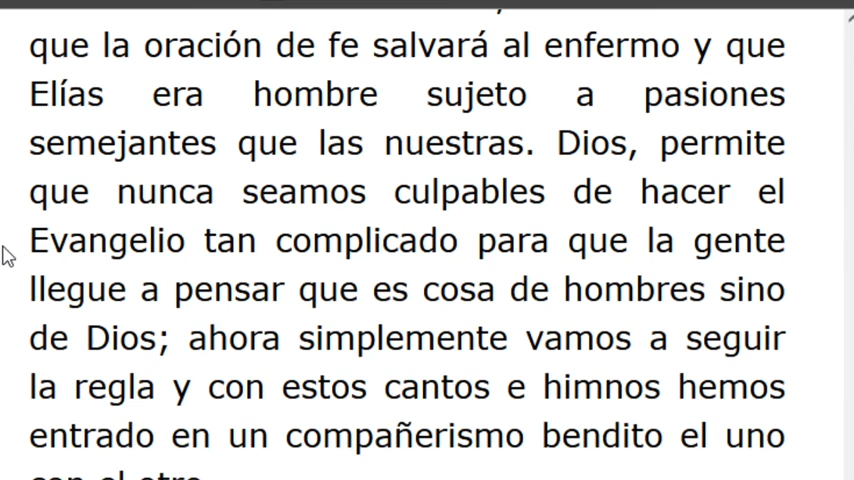 que la oración de fe salvará al enfermo y que
Elías era hombre sujeto a pasiones
semejantes que las nuestras. Dios, permite
que nunca seamos culpables de hacer el
Evangelio tan complicado para que la gente
llegue a pensar que es cosa de hombres sino
de Dios; ahora simplemente vamos a seguir
la regla y con estos cantos e himnos hemos
entrado en un compañerismo bendito el uno
con el otro